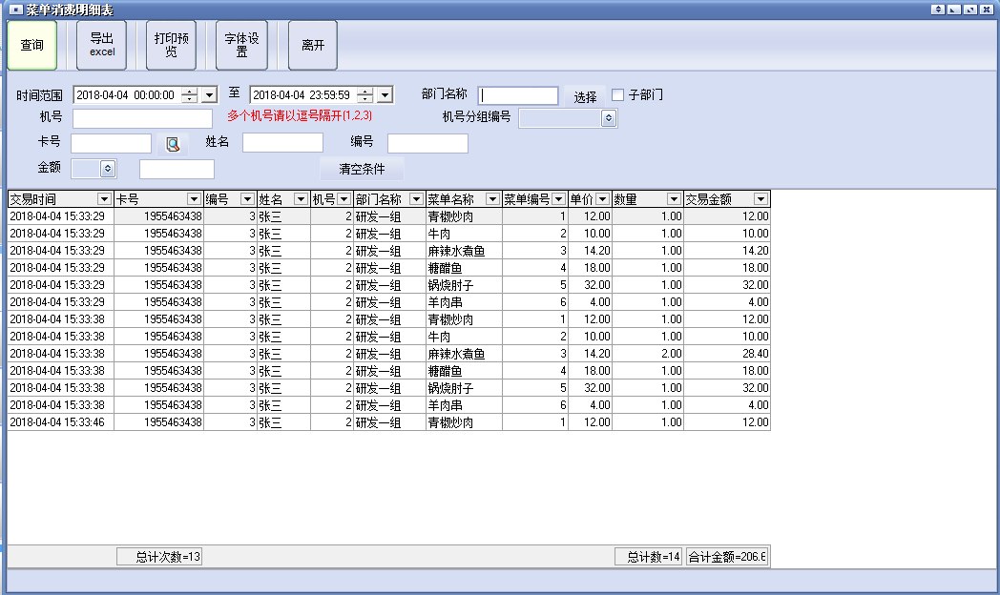 菜单消费明细表
查询 导出excel 打印预览 字体设置 离开
时间范围 2018-04-04 00:00:00 至 2018-04-04 23:59:59 部门名称 选择 子部门
机号 多个机号请以逗号隔开(1,2,3) 机号分组编号
卡号 姓名 编号
金额 清空条件
交易时间 卡号 编号 姓名 机号 部门名称 菜单名称 菜单编号 单价 数量 交易金额
2018-04-04 15:33:29 1955463438 3 张三 2 研发一组 青椒炒肉 1 12.00 1.00 12.00
2018-04-04 15:33:29 1955463438 3 张三 2 研发一组 牛肉 2 10.00 1.00 10.00
2018-04-04 15:33:29 1955463438 3 张三 2 研发一组 麻辣水煮鱼 3 14.20 1.00 14.20
2018-04-04 15:33:29 1955463438 3 张三 2 研发一组 糖醋鱼 4 18.00 1.00 18.00
2018-04-04 15:33:29 1955463438 3 张三 2 研发一组 锅烧肘子 5 32.00 1.00 32.00
2018-04-04 15:33:29 1955463438 3 张三 2 研发一组 羊肉串 6 4.00 1.00 4.00
2018-04-04 15:33:38 1955463438 3 张三 2 研发一组 青椒炒肉 1 12.00 1.00 12.00
2018-04-04 15:33:38 1955463438 3 张三 2 研发一组 牛肉 2 10.00 1.00 10.00
2018-04-04 15:33:38 1955463438 3 张三 2 研发一组 麻辣水煮鱼 3 14.20 2.00 28.40
2018-04-04 15:33:38 1955463438 3 张三 2 研发一组 糖醋鱼 4 18.00 1.00 18.00
2018-04-04 15:33:38 1955463438 3 张三 2 研发一组 锅烧肘子 5 32.00 1.00 32.00
2018-04-04 15:33:38 1955463438 3 张三 2 研发一组 羊肉串 6 4.00 1.00 4.00
2018-04-04 15:33:46 1955463438 3 张三 2 研发一组 青椒炒肉 1 12.00 1.00 12.00
总计次数=13 总计数=14 合计金额=206.6